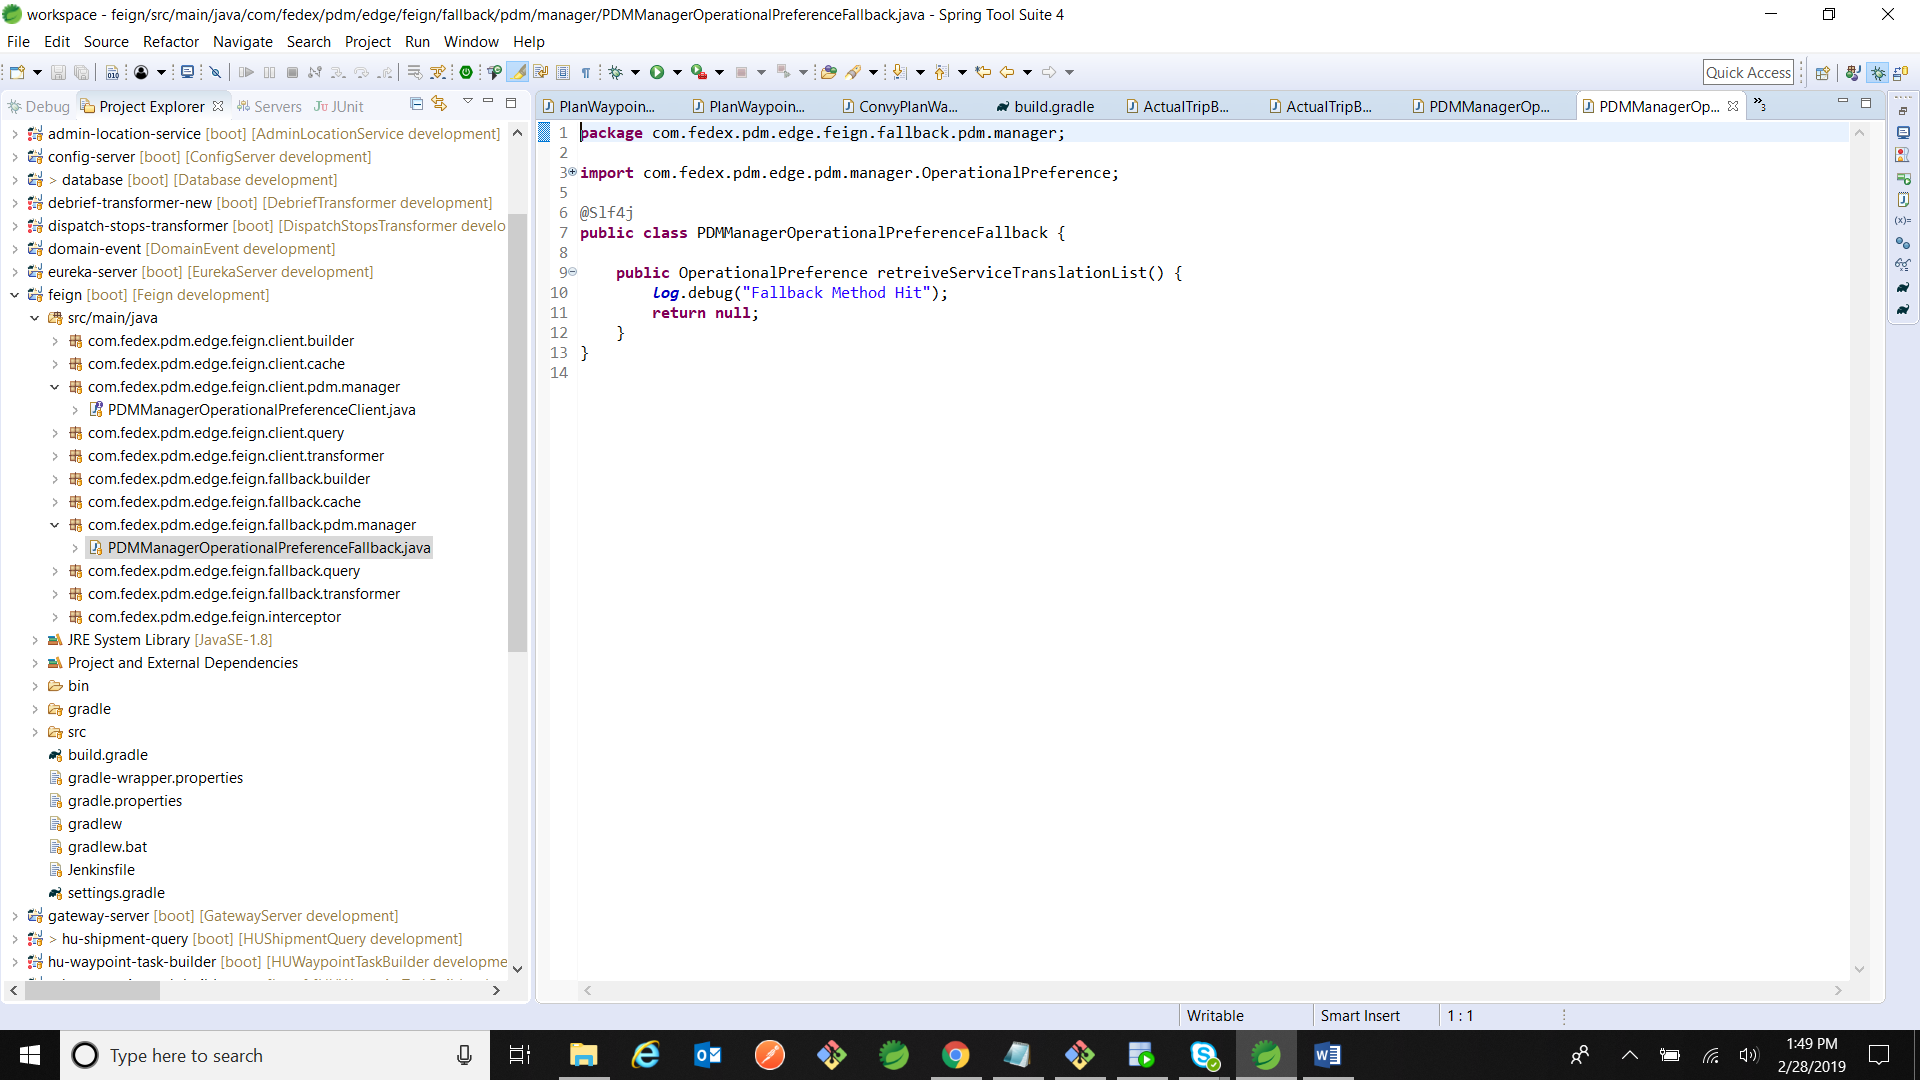 workspace - feign/src/main/java/com/fedex/pdm/edge/feign/fallback/pdm/manager/PDMManagerOperationalPreferenceFallback.java - Spring Tool Suite 4
File Edit Source Refactor Navigate Search Project Run Window Help
Quick Access
Debug Project Explorer Servers JUnit
PlanWaypoin... PlanWaypoin... ConvyPlanWa... build.gradle ActualTripB... ActualTripB... PDMManagerOp... PDMManagerOp... »3
admin-location-service [boot] [AdminLocationService development]
config-server [boot] [ConfigServer development]
> database [boot] [Database development]
debrief-transformer-new [boot] [DebriefTransformer development]
dispatch-stops-transformer [boot] [DispatchStopsTransformer develo
domain-event [DomainEvent development]
eureka-server [boot] [EurekaServer development]
feign [boot] [Feign development]
src/main/java
com.fedex.pdm.edge.feign.client.builder
com.fedex.pdm.edge.feign.client.cache
com.fedex.pdm.edge.feign.client.pdm.manager
PDMManagerOperationalPreferenceClient.java
com.fedex.pdm.edge.feign.client.query
com.fedex.pdm.edge.feign.client.transformer
com.fedex.pdm.edge.feign.fallback.builder
com.fedex.pdm.edge.feign.fallback.cache
com.fedex.pdm.edge.feign.fallback.pdm.manager
PDMManagerOperationalPreferenceFallback.java
com.fedex.pdm.edge.feign.fallback.query
com.fedex.pdm.edge.feign.fallback.transformer
com.fedex.pdm.edge.feign.interceptor
JRE System Library [JavaSE-1.8]
Project and External Dependencies
bin
gradle
src
build.gradle
gradle-wrapper.properties
gradle.properties
gradlew
gradlew.bat
Jenkinsfile
settings.gradle
gateway-server [boot] [GatewayServer development]
> hu-shipment-query [boot] [HUShipmentQuery development]
hu-waypoint-task-builder [boot] [HUWaypointTaskBuilder developme
1 package com.fedex.pdm.edge.feign.fallback.pdm.manager;
2
3 import com.fedex.pdm.edge.pdm.manager.OperationalPreference;
5
6 @Slf4j
7 public class PDMManagerOperationalPreferenceFallback {
8
9 public OperationalPreference retreiveServiceTranslationList() {
10 log.debug("Fallback Method Hit");
11 return null;
12 }
13 }
14
Writable Smart Insert 1 : 1
Type here to search
1:49 PM
2/28/2019